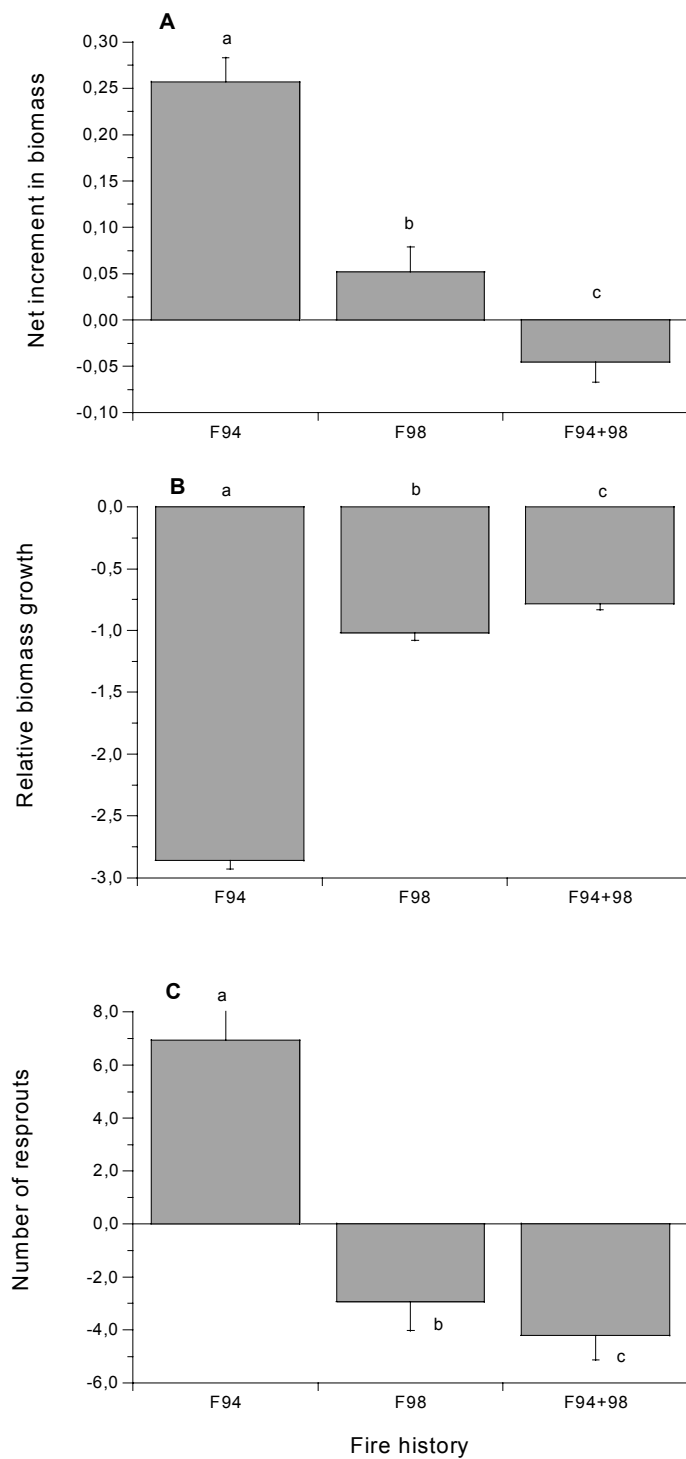 A
a
0,30
0,25
0,20
0,15
0,10
0,05
0,00
-0,05
-0,10
b
c
Net increment in biomass
F94 F98 F94+98
B
a b c
0,0
-0,5
-1,0
-1,5
-2,0
-2,5
-3,0
Relative biomass growth
F94 F98 F94+98
C
a
8,0
6,0
4,0
2,0
0,0
-2,0
-4,0
-6,0
b
c
Number of resprouts
F94 F98 F94+98
Fire history